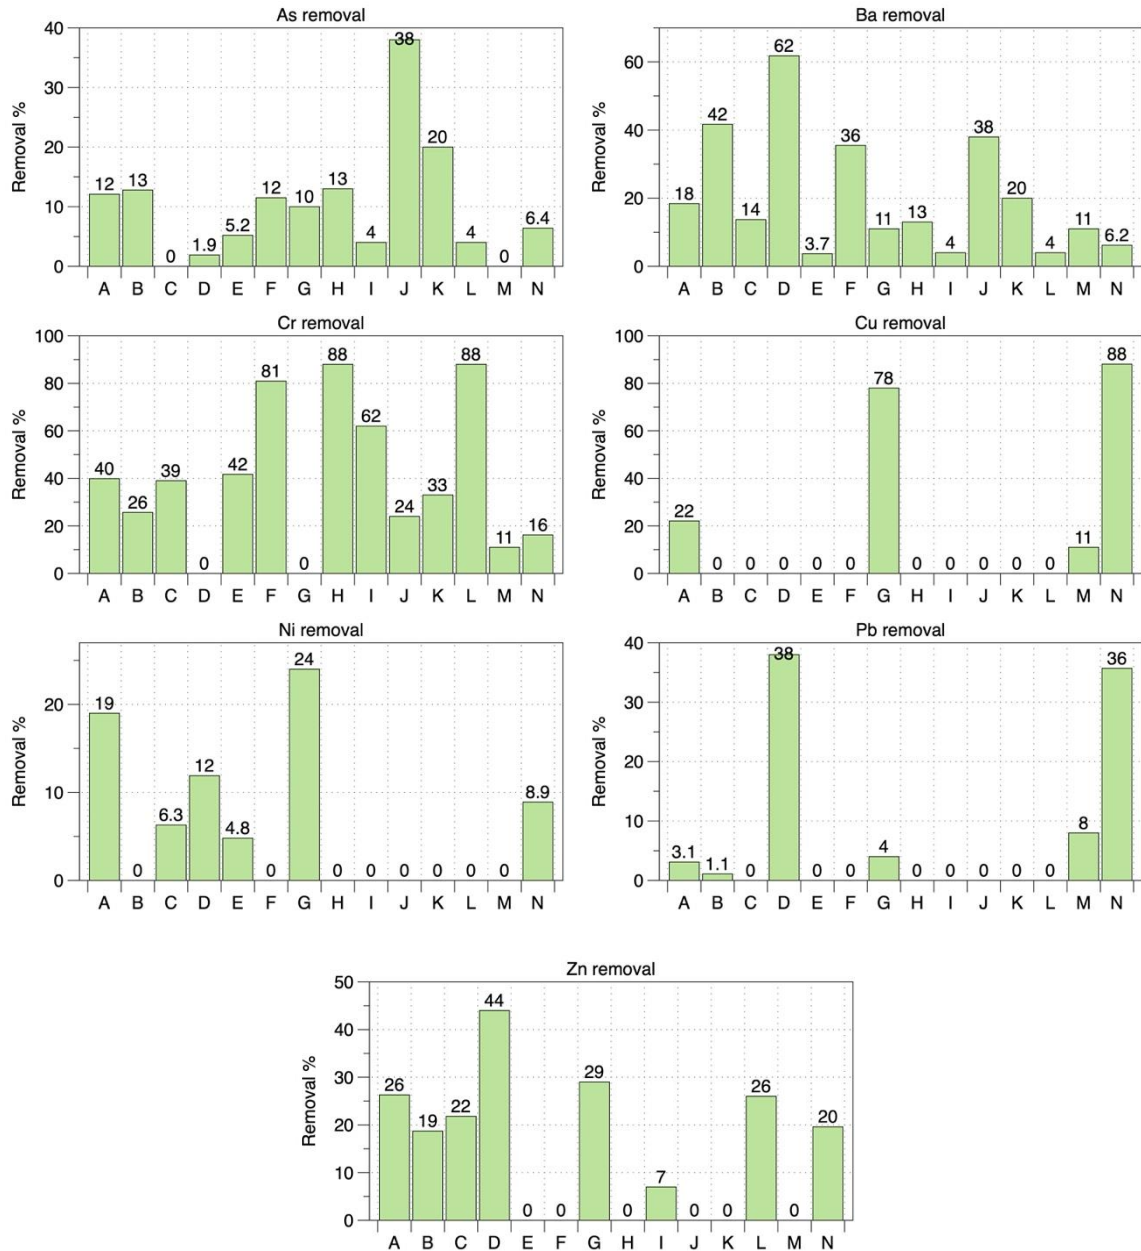 As removal
Removal %
40
30
20
10
0
12 13 0 1.9 5.2 12 10 13 4 38 20 4 0 6.4
A B C D E F G H I J K L M N
Ba removal
Removal %
60
40
20
0
18 42 14 62 3.7 36 11 13 4 38 20 4 11 6.2
A B C D E F G H I J K L M N
Cr removal
Removal %
100
80
60
40
20
0
40 26 39 0 42 81 0 88 62 24 33 88 11 16
A B C D E F G H I J K L M N
Cu removal
Removal %
100
80
60
40
20
0
22 0 0 0 0 0 78 0 0 0 0 0 11 88
A B C D E F G H I J K L M N
Ni removal
Removal %
20
10
0
19 0 6.3 12 4.8 0 24 0 0 0 0 0 0 8.9
A B C D E F G H I J K L M N
Pb removal
Removal %
40
30
20
10
0
3.1 1.1 0 38 0 0 4 0 0 0 0 0 8 36
A B C D E F G H I J K L M N
Zn removal
Removal %
50
40
30
20
10
0
26 19 22 44 0 0 29 0 7 0 0 26 0 20
A B C D E F G H I J K L M N